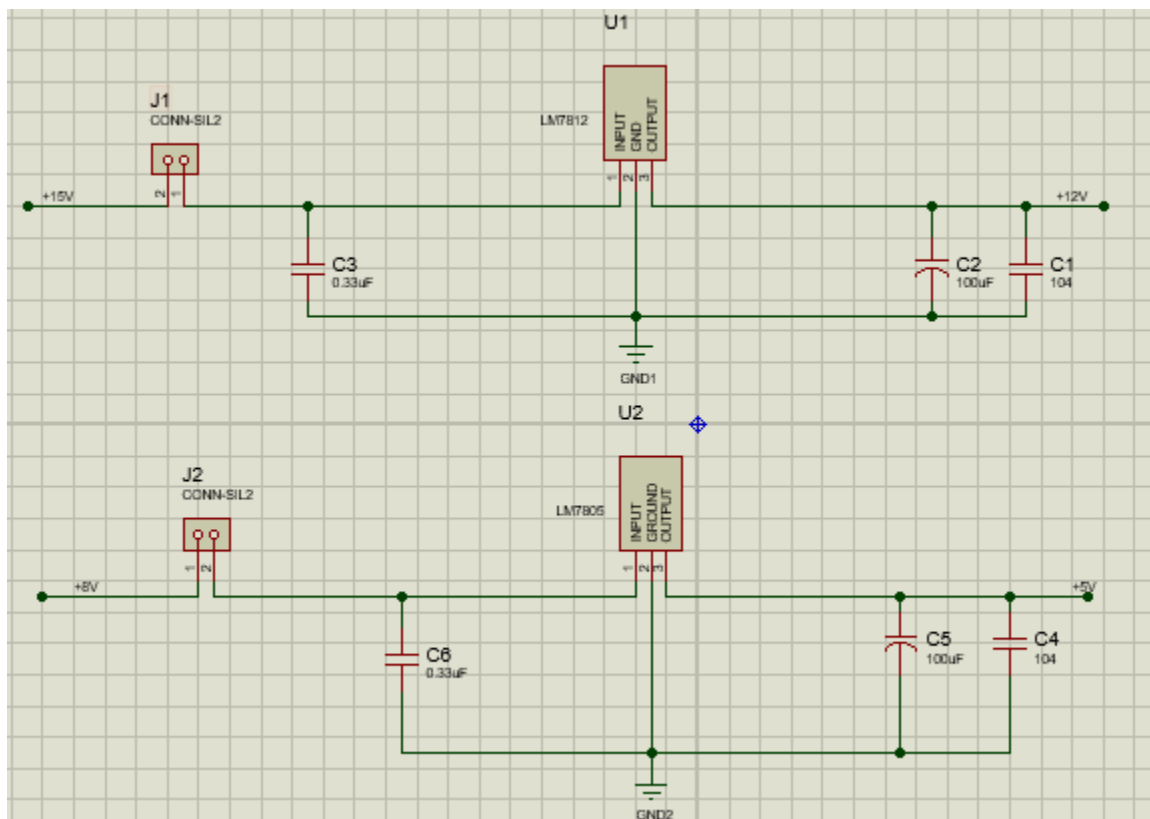 U1
J1
CONN-SIL2
LM7812
INPUT
GND
OUTPUT
2
1
1
2
3
+15V
+12V
C3
0.33uF
C2
100uF
C1
104
GND1
U2
J2
CONN-SIL2
LM7805
INPUT
GROUND
OUTPUT
1
2
1
2
3
+8V
+5V
C6
0.33uF
C5
100uF
C4
104
GND2